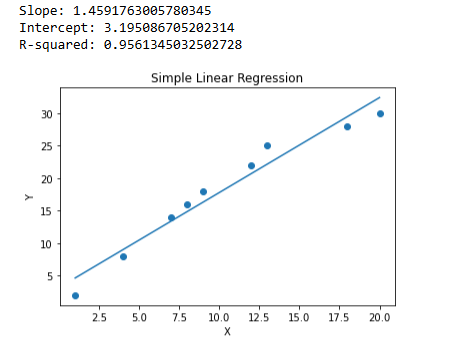 Slope: 1.4591763005780345
Intercept: 3.195086705202314
R-squared: 0.9561345032502728
Simple Linear Regression
30
25
20
15
10
5
Y
2.5 5.0 7.5 10.0 12.5 15.0 17.5 20.0
X